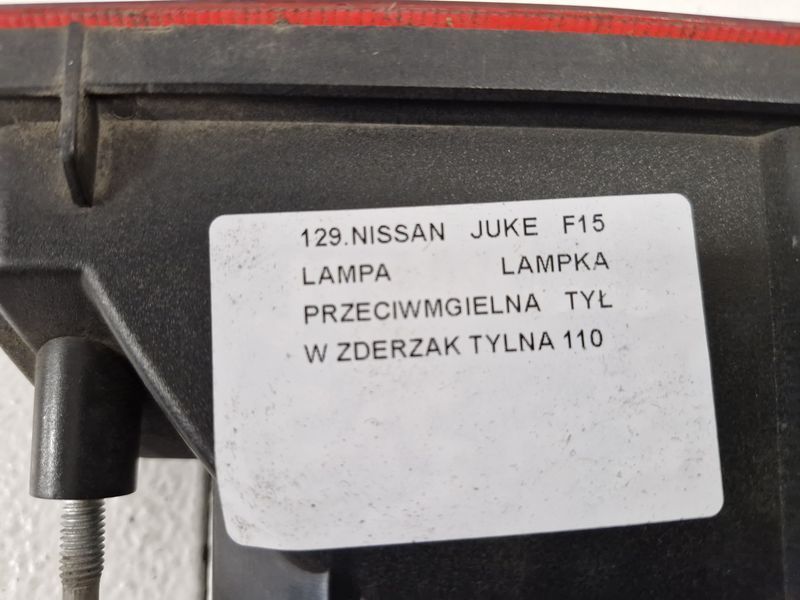 129.NISSAN JUKE F15
LAMPA LAMPKA
PRZECIWMGIELNA TYŁ
W ZDERZAK TYLNA 110